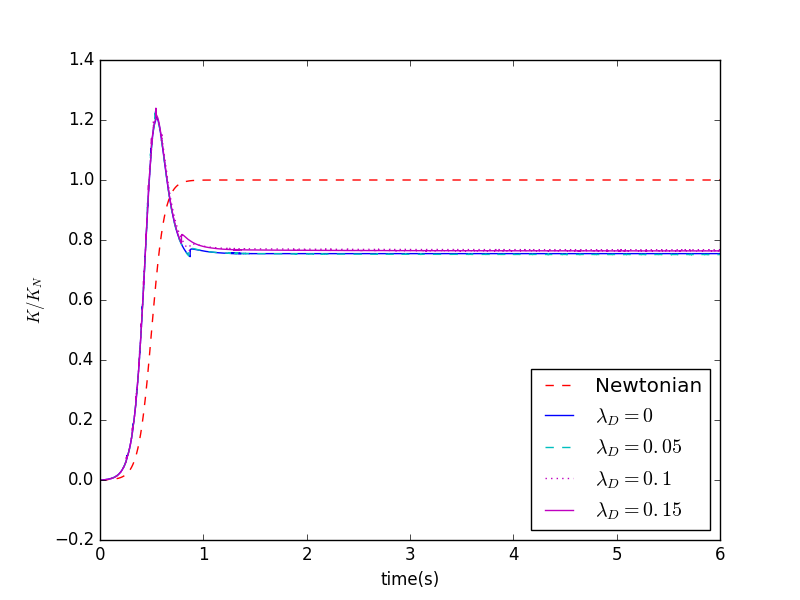 1.4
1.2
1.0
0.8
0.6
0.4
0.2
0.0
−0.2
K/K_N
0 1 2 3 4 5 6
time(s)
Newtonian
λ_D = 0
λ_D = 0.05
λ_D = 0.1
λ_D = 0.15